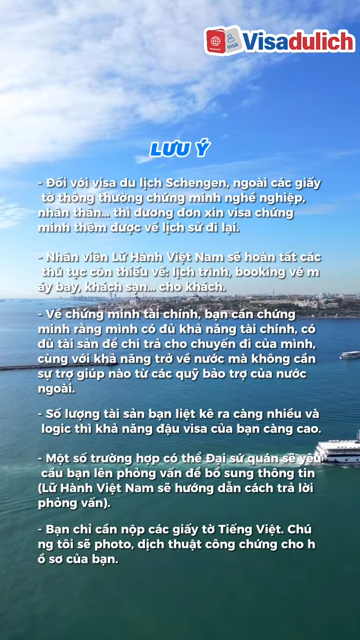 VISA
Visadulich
LƯU Ý
- Đối với visa du lịch Schengen, ngoài các giấy
tờ thông thường chứng minh nghề nghiệp,
nhân thân... thì đương đơn xin visa chứng
minh thêm được về lịch sử đi lại.
- Nhân viên Lữ Hành Việt Nam sẽ hoàn tất các
thủ tục còn thiếu về: lịch trình, booking vé m
áy bay, khách sạn... cho khách.
- Về chứng minh tài chính, bạn cần chứng
minh rằng mình có đủ khả năng tài chính, có
đủ tài sản để chi trả cho chuyến đi của mình,
cùng với khả năng trở về nước mà không cần
sự trợ giúp nào từ các quỹ bảo trợ của nước
ngoài.
- Số lượng tài sản bạn liệt kê ra càng nhiều và
logic thì khả năng đậu visa của bạn càng cao.
- Một số trường hợp có thể Đại sứ quán sẽ yêu
cầu bạn lên phỏng vấn để bổ sung thông tin
(Lữ Hành Việt Nam sẽ hướng dẫn cách trả lời
phỏng vấn).
- Bạn chỉ cần nộp các giấy tờ Tiếng Việt. Chú
ng tôi sẽ photo, dịch thuật công chứng cho h
ồ sơ của bạn.